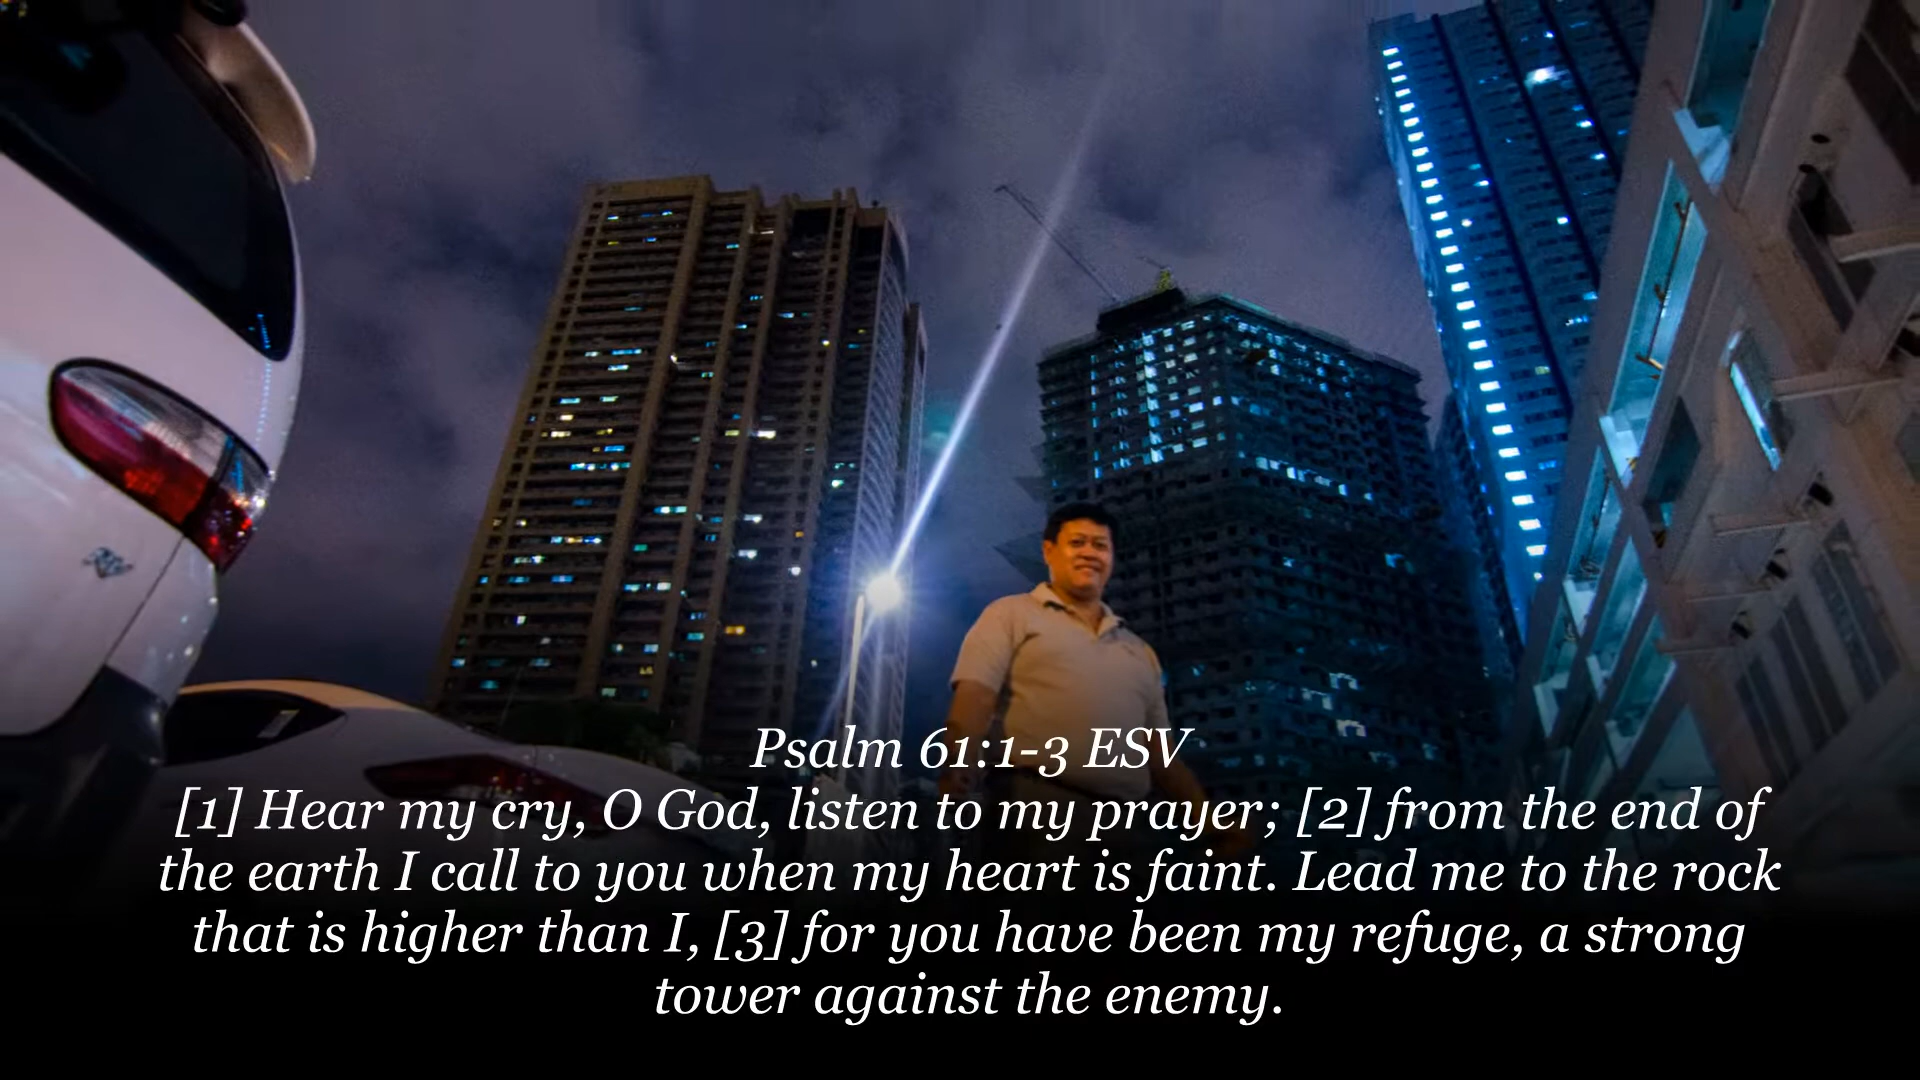 Psalm 61:1-3 ESV
[1] Hear my cry, O God, listen to my prayer; [2] from the end of
the earth I call to you when my heart is faint. Lead me to the rock
that is higher than I, [3] for you have been my refuge, a strong
tower against the enemy.